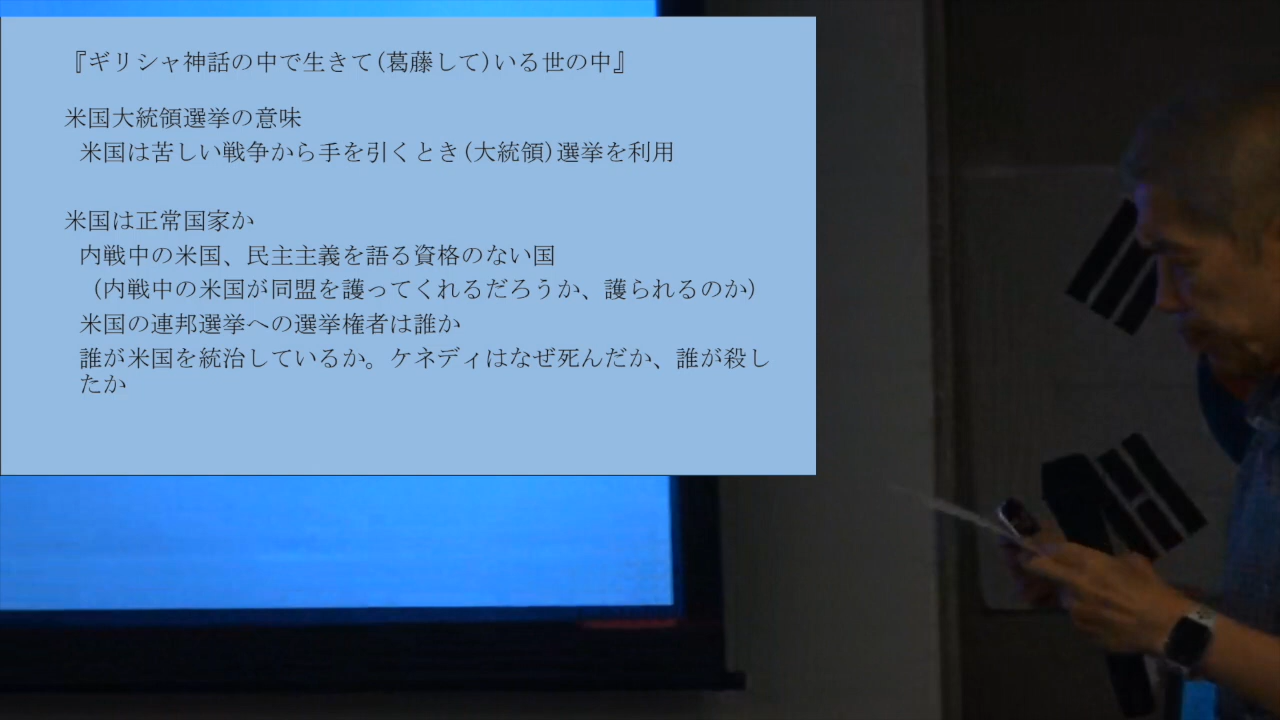 『ギリシャ神話の中で生きて(葛藤して)いる世の中』
米国大統領選挙の意味
米国は苦しい戦争から手を引くとき(大統領)選挙を利用
米国は正常国家か
内戦中の米国、民主主義を語る資格のない国
（内戦中の米国が同盟を護ってくれるだろうか、護られるのか）
米国の連邦選挙への選挙権者は誰か
誰が米国を統治しているか。ケネディはなぜ死んだか、誰が殺し
たか